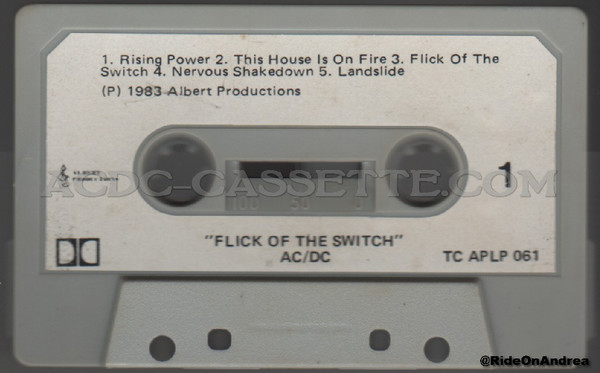 1. Rising Power 2. This House Is On Fire 3. Flick Of The
Switch 4. Nervous Shakedown 5. Landslide
(P) 1983 Albert Productions
ALBERT
PRODUCTIONS
1
ACDC-CASSETTE.COM
100 50 0
"FLICK OF THE SWITCH"
AC/DC
TC APLP 061
@RideOnAndrea